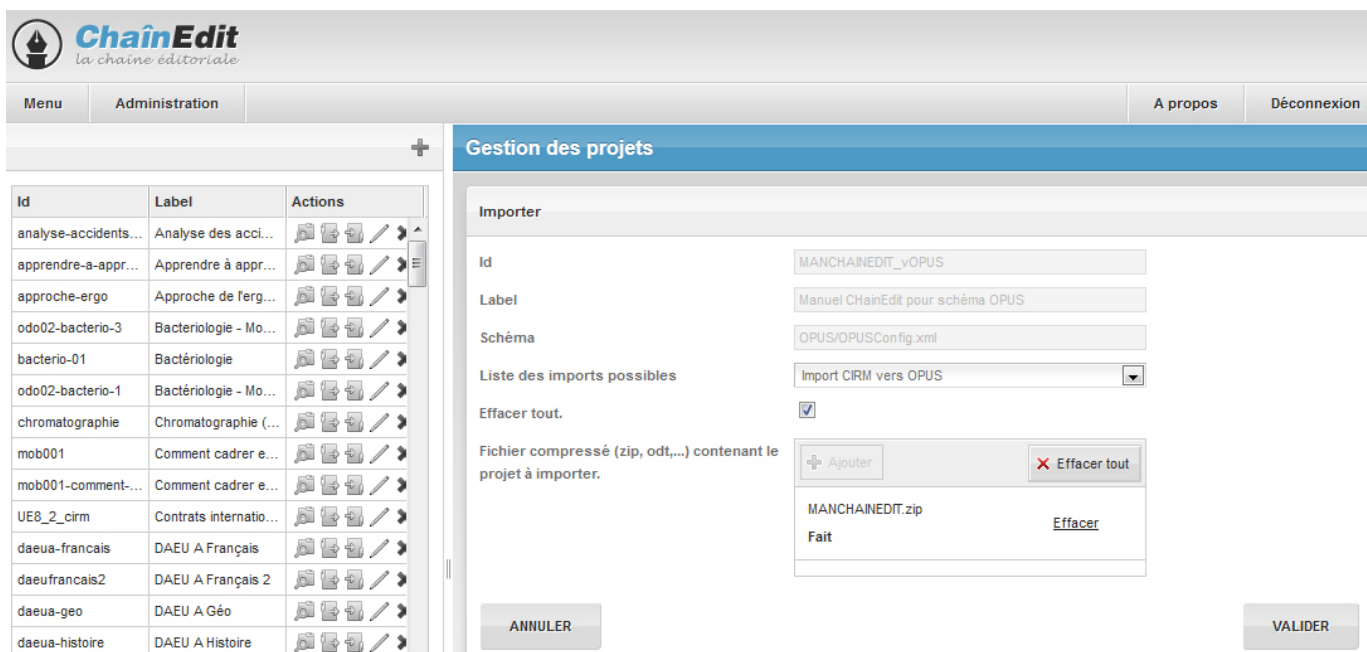 ChaînEdit
la chaîne éditoriale
Menu Administration A propos Déconnexion
Gestion des projets
Id Label Actions
analyse-accidents... Analyse des acci...
apprendre-a-appr... Apprendre à appr...
approche-ergo Approche de l'erg...
odo02-bacterio-3 Bacteriologie - Mo...
bacterio-01 Bactériologie
odo02-bacterio-1 Bactériologie - Mo...
chromatographie Chromatographie (...
mob001 Comment cadrer e...
mob001-comment-... Comment cadrer e...
UE8_2_cirm Contrats internatio...
daeua-francais DAEU A Français
daeufrancais2 DAEU A Français 2
daeua-geo DAEU A Géo
daeua-histoire DAEU A Histoire
Importer
Id MANCHAINEDIT_vOPUS
Label Manuel CHainEdit pour schéma OPUS
Schéma OPUS/OPUSConfig.xml
Liste des imports possibles Import CIRM vers OPUS
Effacer tout.
Fichier compressé (zip, odt,...) contenant le
projet à importer.
Ajouter Effacer tout
MANCHAINEDIT.zip
Fait
Effacer
ANNULER VALIDER